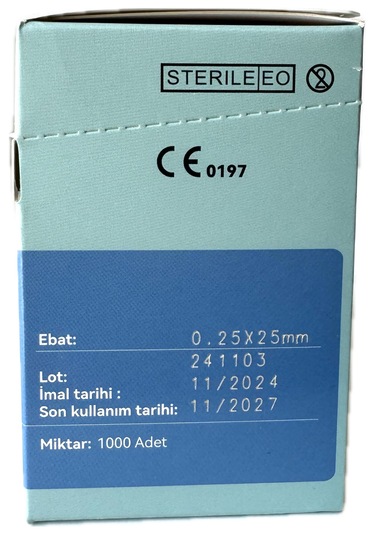 STERILE EO
CE 0197
Ebat: 0.25X25mm
Lot: 241103
İmal tarihi : 11/2024
Son kullanım tarihi: 11/2027
Miktar: 1000 Adet